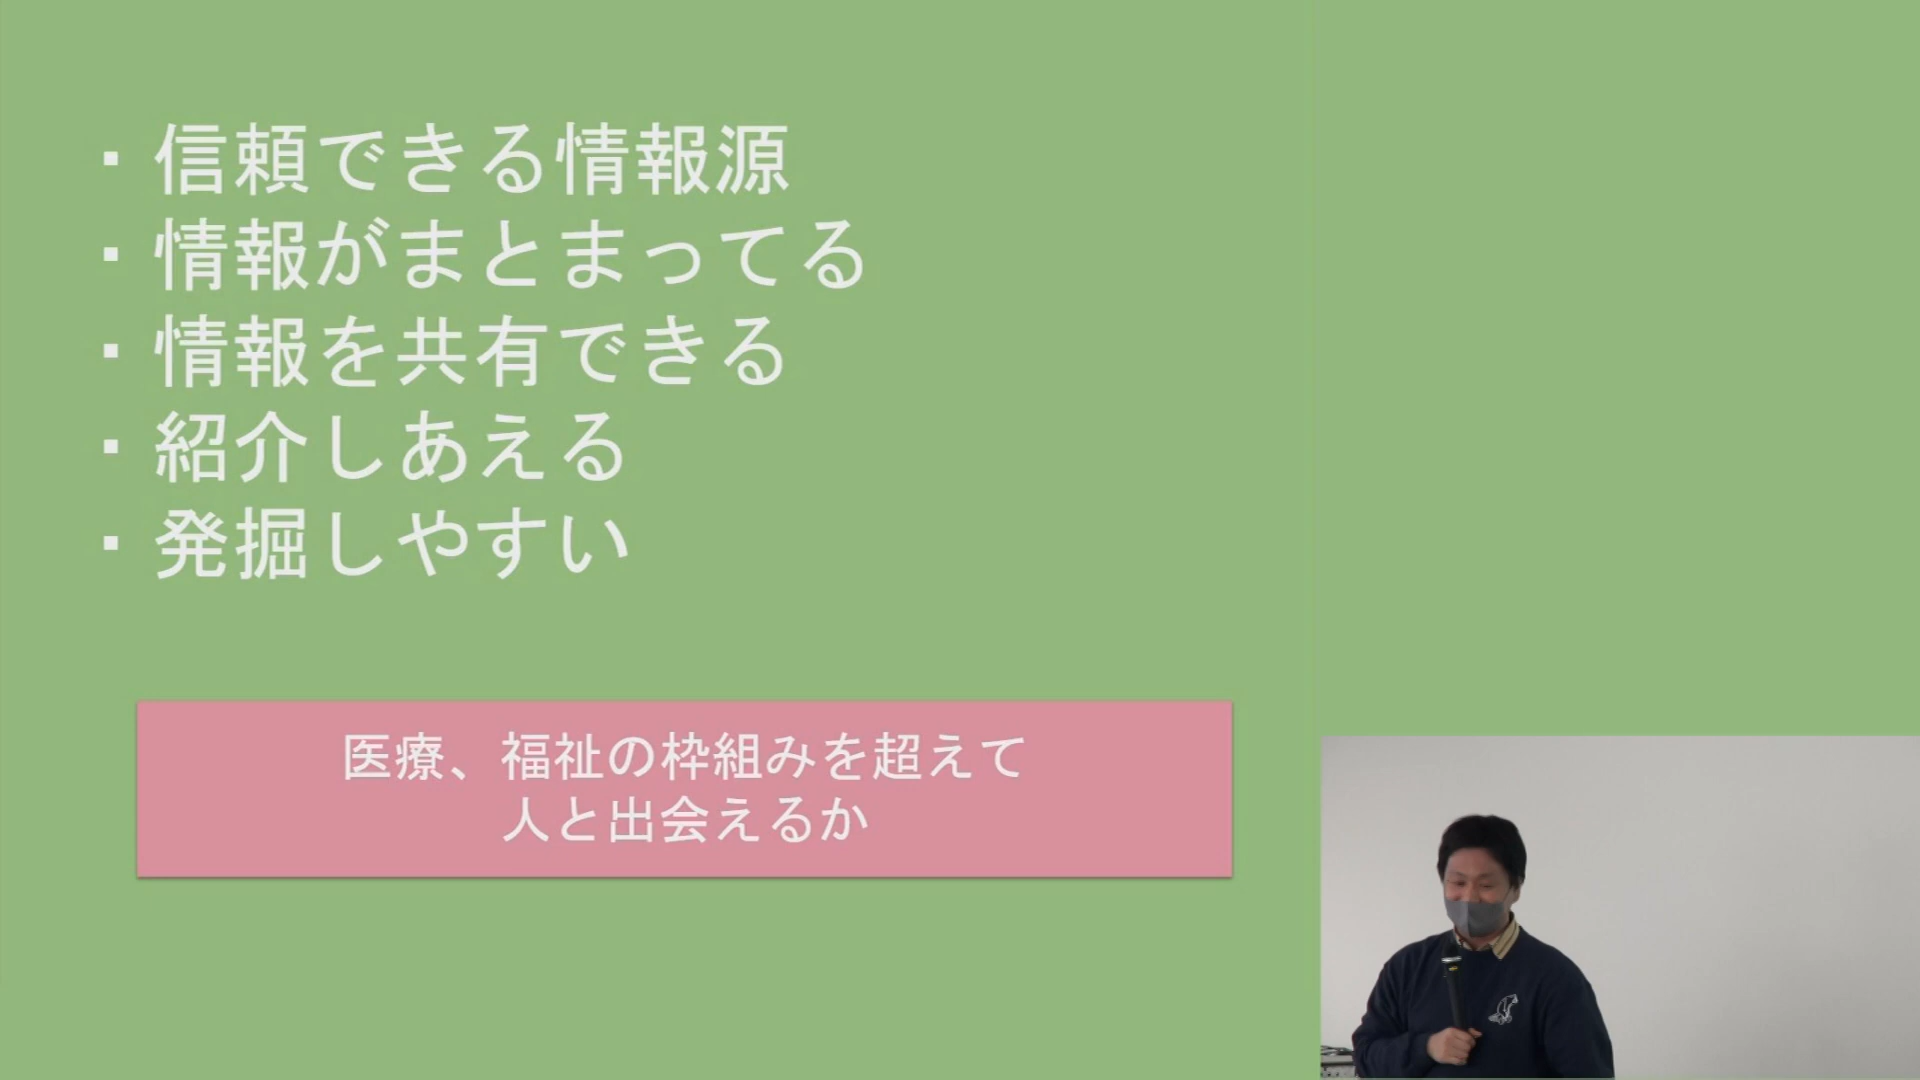 ・信頼できる情報源
・情報がまとまってる
・情報を共有できる
・紹介しあえる
・発掘しやすい
医療、福祉の枠組みを超えて
人と出会えるか